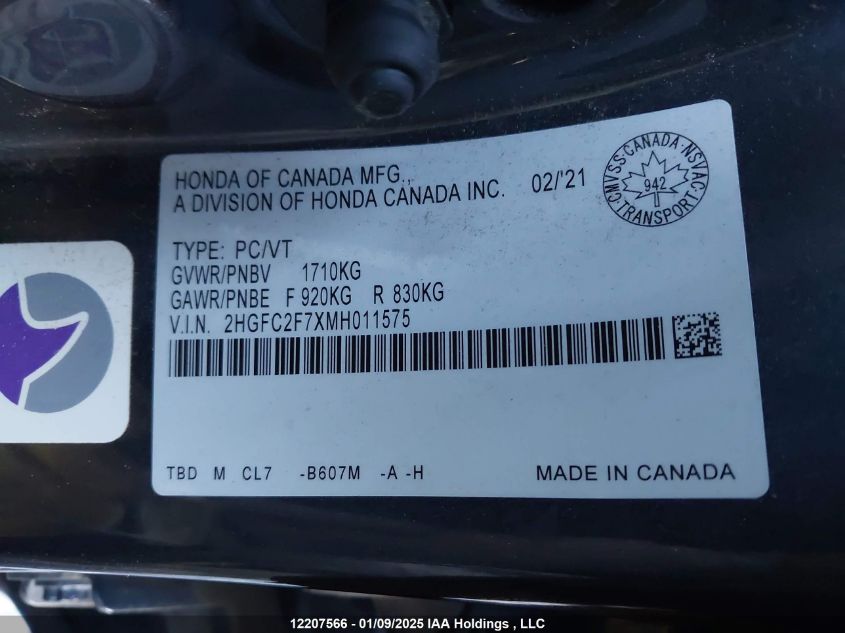 HONDA OF CANADA MFG.,
A DIVISION OF HONDA CANADA INC.
02/'21
CMVSS·CANADA·NSVAC
942
TRANSPORT
TYPE: PC/VT
GVWR/PNBV 1710KG
GAWR/PNBE F 920KG R 830KG
V.I.N. 2HGFC2F7XMH011575
TBD M CL7 -B607M -A -H
MADE IN CANADA
12207566 - 01/09/2025 IAA Holdings , LLC